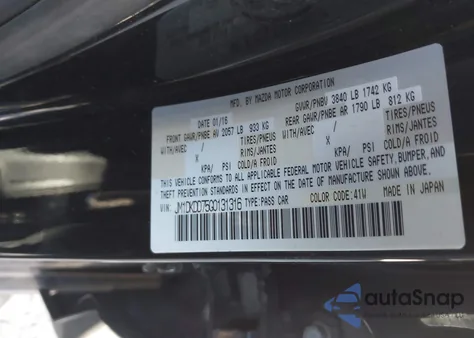 MFD. BY MAZDA MOTOR CORPORATION
DATE 01/16 GVWR/PNBV 3840 LB 1742 KG
FRONT GAWR/PNBE AV 2057 LB 933 KG REAR GAWR/PNBE AR 1790 LB 812 KG
WITH/AVEC / TIRES/PNEUS WITH/AVEC / TIRES/PNEUS
X RIMS/JANTES X RIMS/JANTES
KPA/ PSI COLD/A FROID KPA/ PSI COLD/A FROID
THIS VEHICLE CONFORMS TO ALL APPLICABLE FEDERAL MOTOR VEHICLE SAFETY, BUMPER, AND
THEFT PREVENTION STANDARDS IN EFFECT ON THE DATE OF MANUFACTURE SHOWN ABOVE.
MADE IN JAPAN
VIN: TYPE: PASS CAR COLOR CODE: 41W
autoSnap